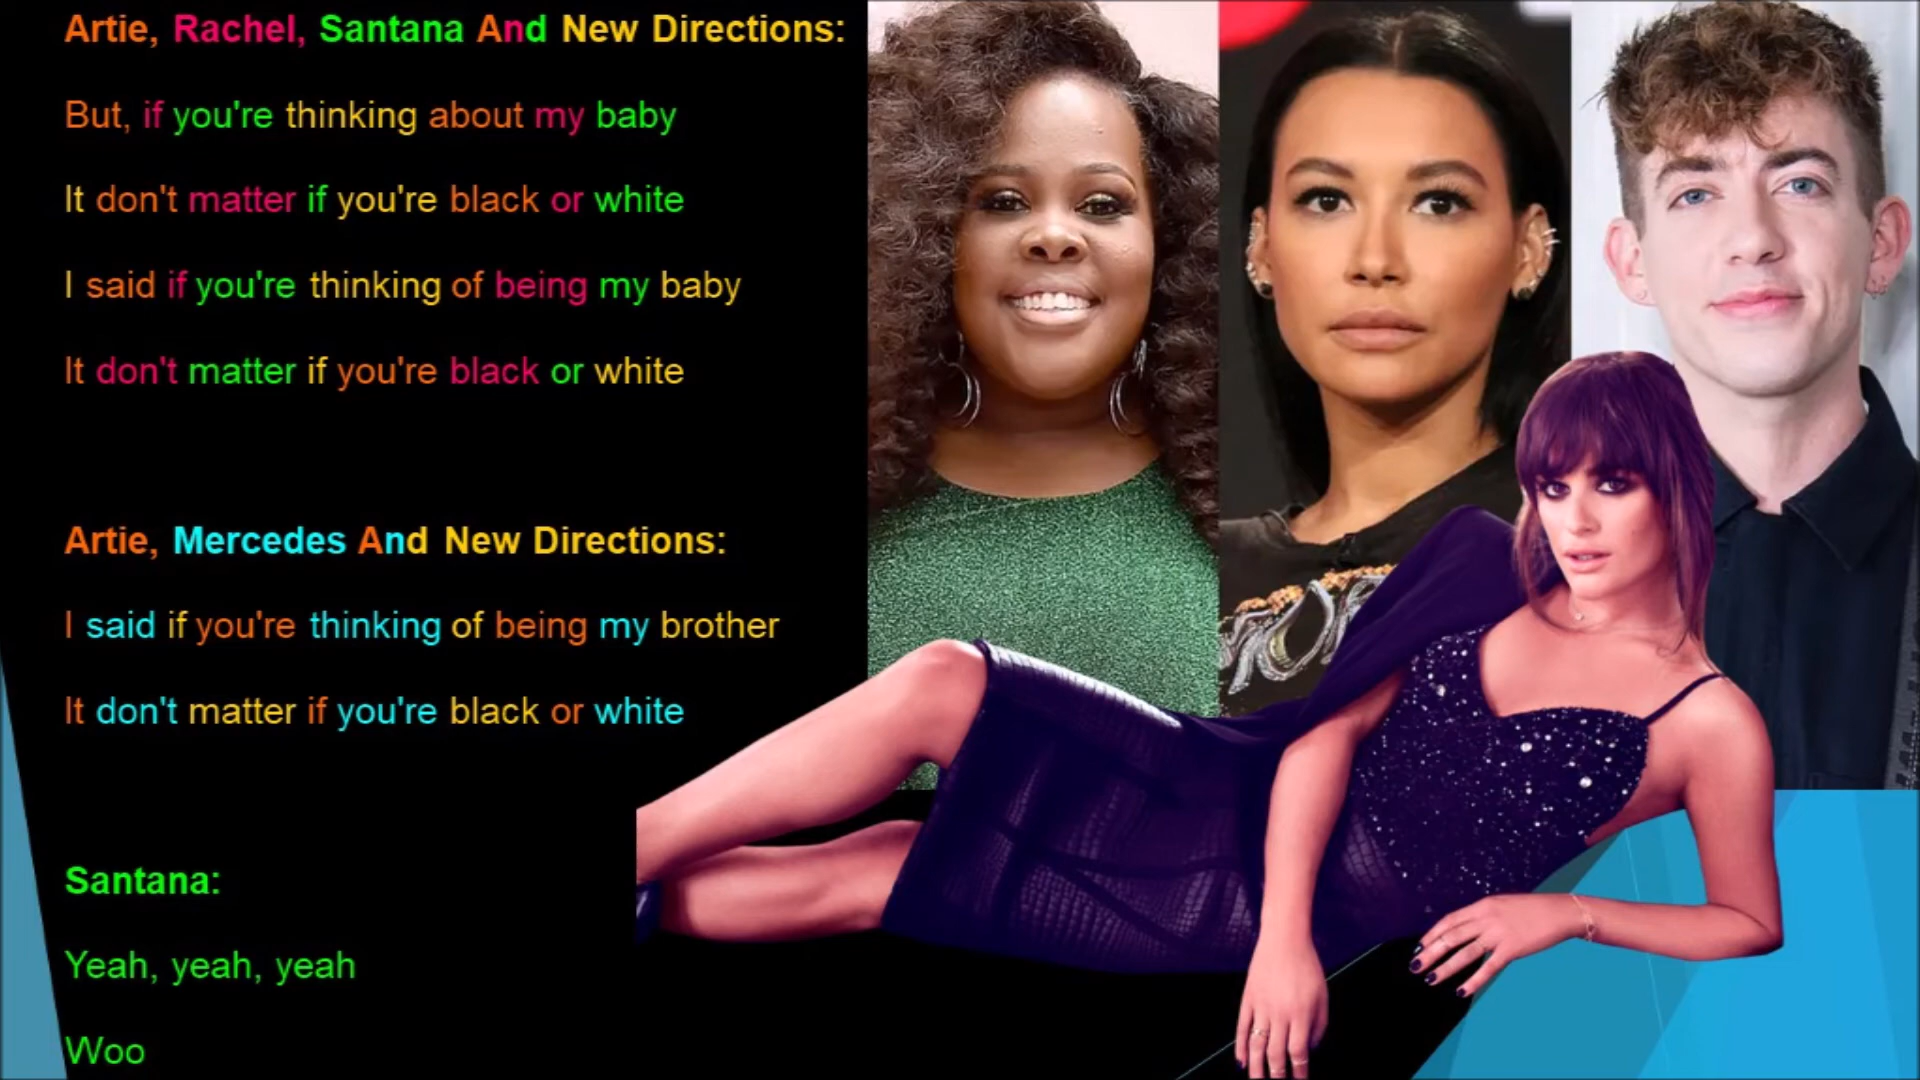 Artie, Rachel, Santana And New Directions:
But, if you're thinking about my baby
It don't matter if you're black or white
I said if you're thinking of being my baby
It don't matter if you're black or white
Artie, Mercedes And New Directions:
I said if you're thinking of being my brother
It don't matter if you're black or white
Santana:
Yeah, yeah, yeah
Woo